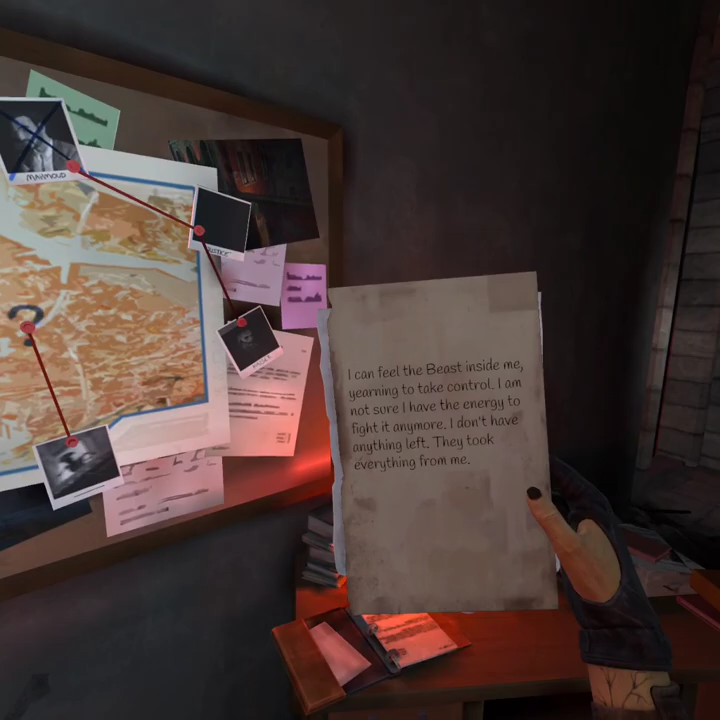 MAHMOUD
?
I can feel the Beast inside me,
yearning to take control. I am
not sure I have the energy to
fight it anymore. I don't have
anything left. They took
everything from me.